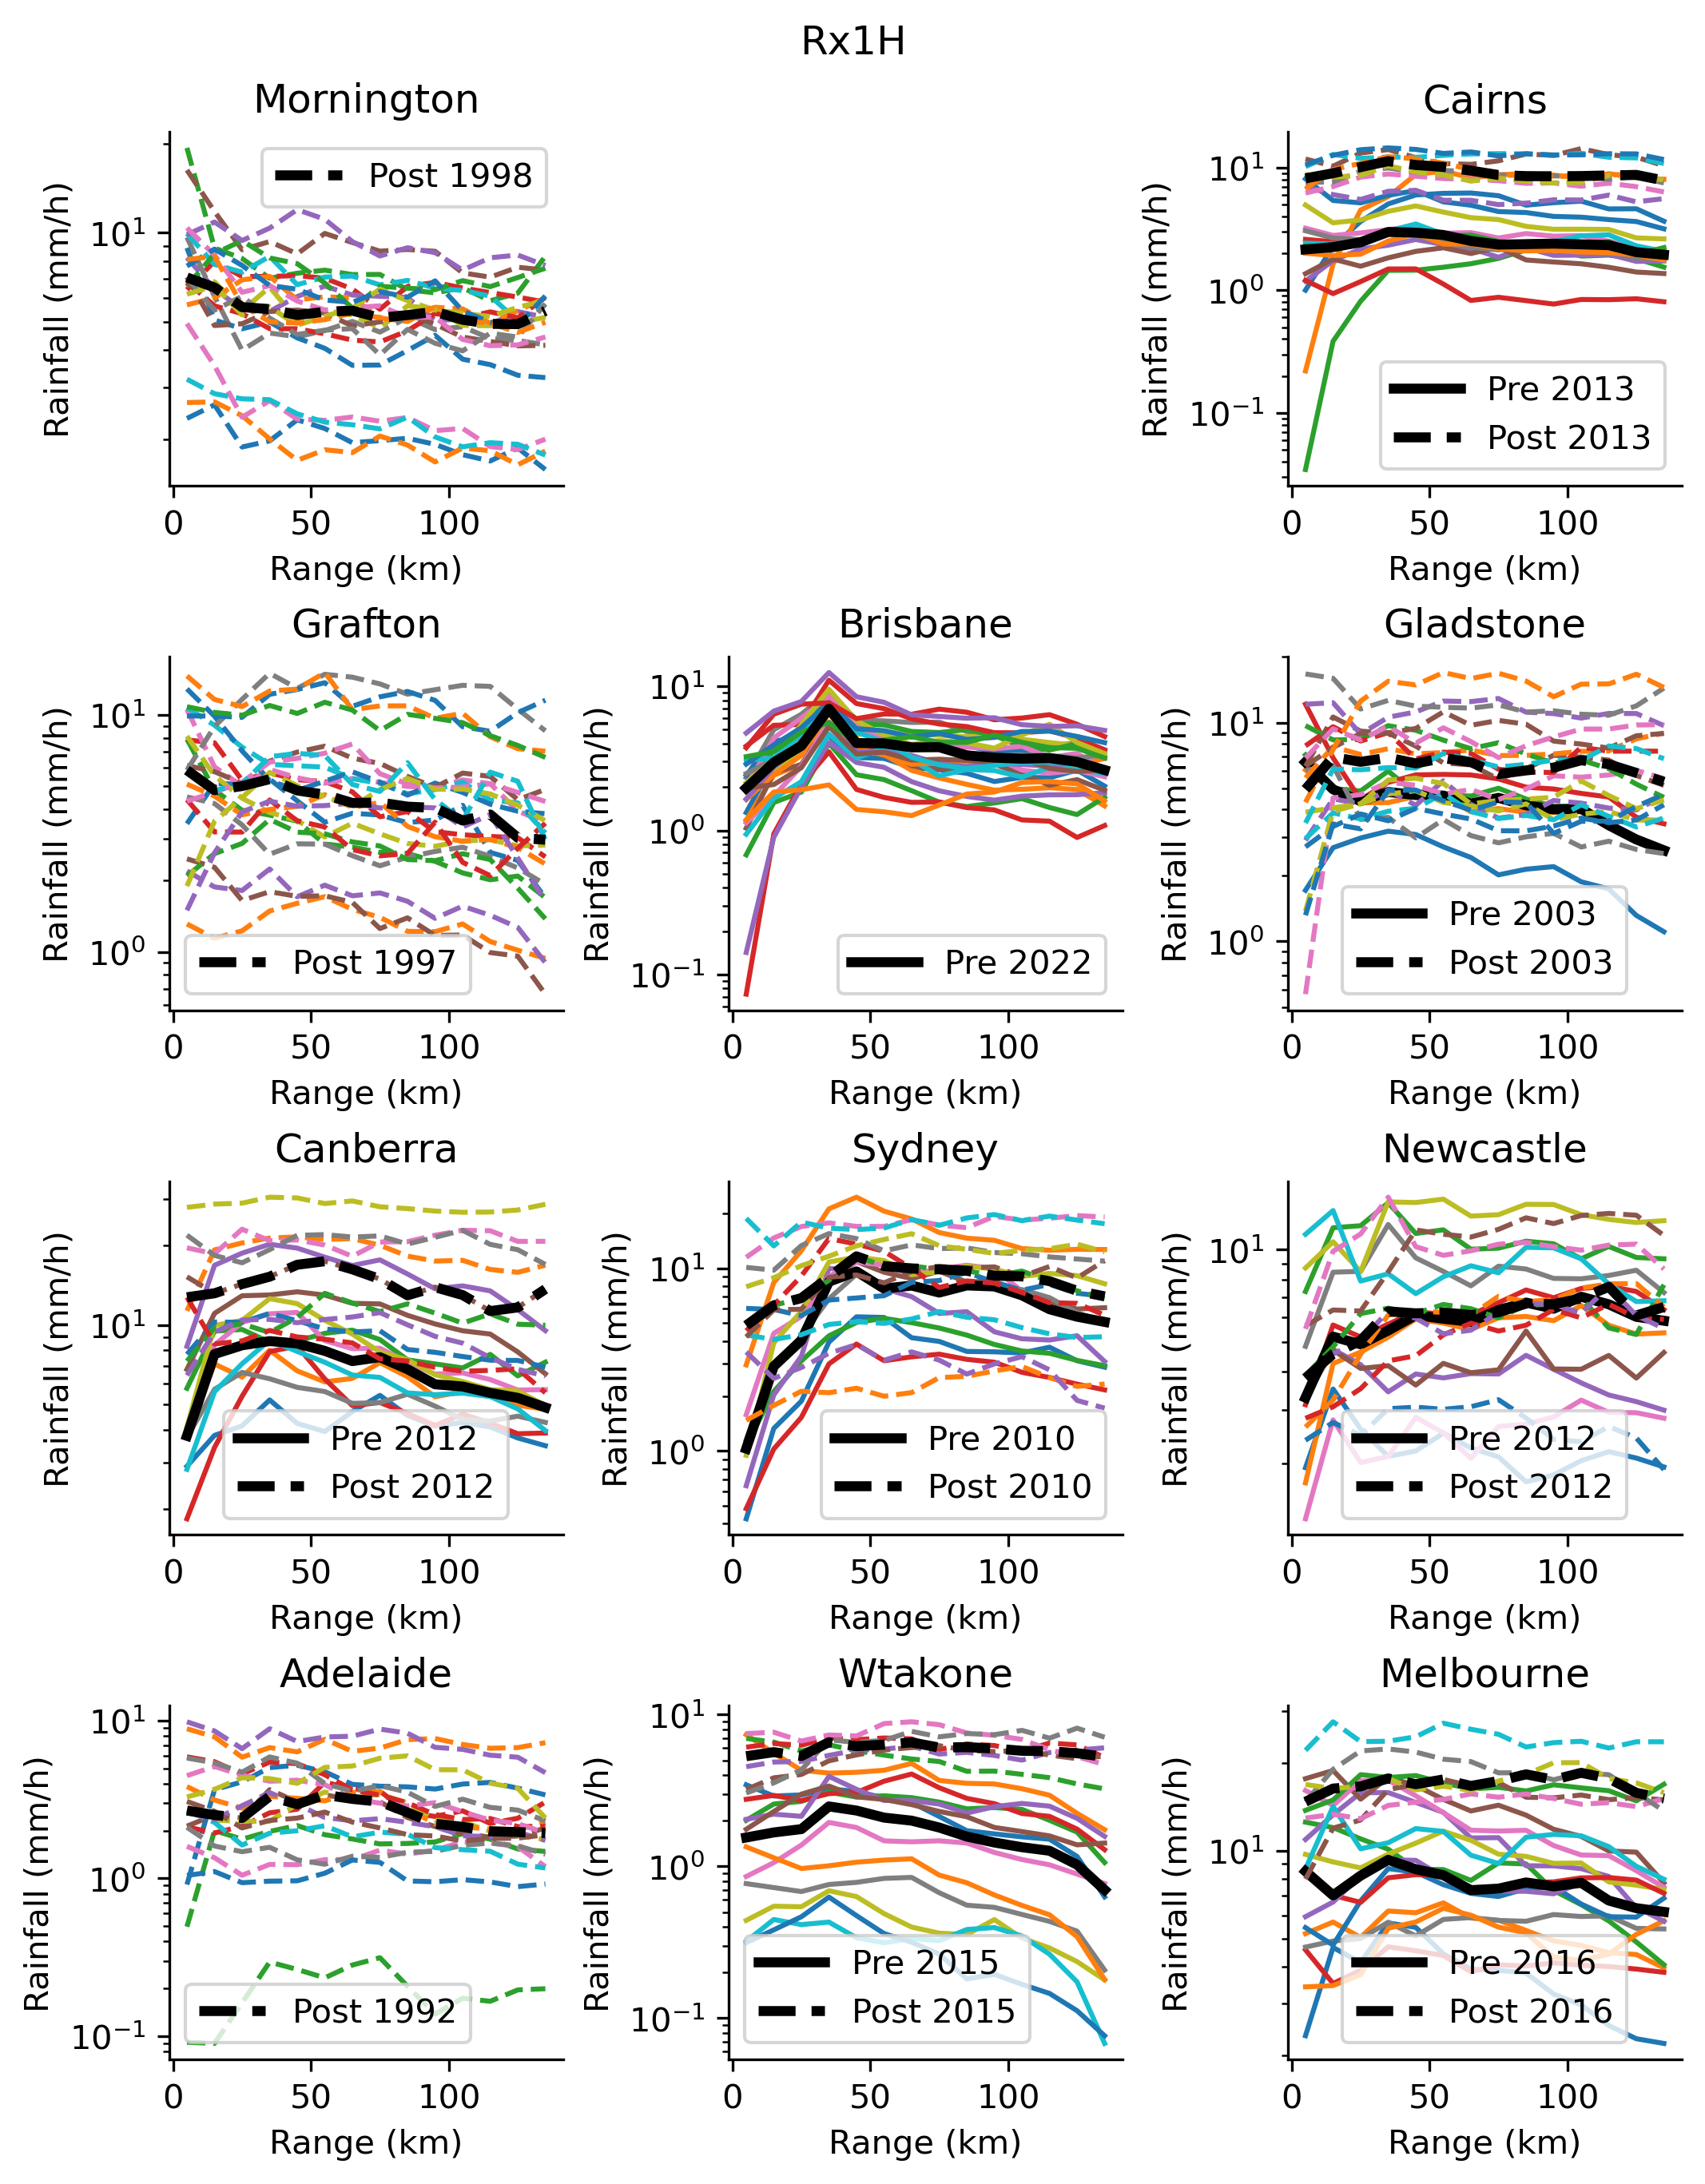 Rx1H
Mornington
Rainfall (mm/h)
10¹
Post 1998
0 50 100
Range (km)
Cairns
Rainfall (mm/h)
10¹
10⁰
10⁻¹
Pre 2013
Post 2013
0 50 100
Range (km)
Grafton
Rainfall (mm/h)
10¹
10⁰
Post 1997
0 50 100
Range (km)
Brisbane
Rainfall (mm/h)
10¹
10⁰
10⁻¹
Pre 2022
0 50 100
Range (km)
Gladstone
Rainfall (mm/h)
10¹
10⁰
Pre 2003
Post 2003
0 50 100
Range (km)
Canberra
Rainfall (mm/h)
10¹
Pre 2012
Post 2012
0 50 100
Range (km)
Sydney
Rainfall (mm/h)
10¹
10⁰
Pre 2010
Post 2010
0 50 100
Range (km)
Newcastle
Rainfall (mm/h)
10¹
Pre 2012
Post 2012
0 50 100
Range (km)
Adelaide
Rainfall (mm/h)
10¹
10⁰
10⁻¹
Post 1992
0 50 100
Range (km)
Wtakone
Rainfall (mm/h)
10¹
10⁰
10⁻¹
Pre 2015
Post 2015
0 50 100
Range (km)
Melbourne
Rainfall (mm/h)
10¹
Pre 2016
Post 2016
0 50 100
Range (km)